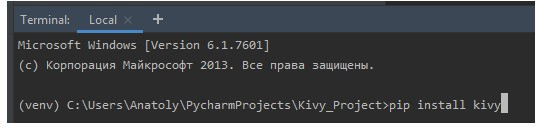 Terminal: Local × +
Microsoft Windows [Version 6.1.7601]
(c) Корпорация Майкрософт 2013. Все права защищены.
(venv) C:\Users\Anatoly\PycharmProjects\Kivy_Project>pip install kivy